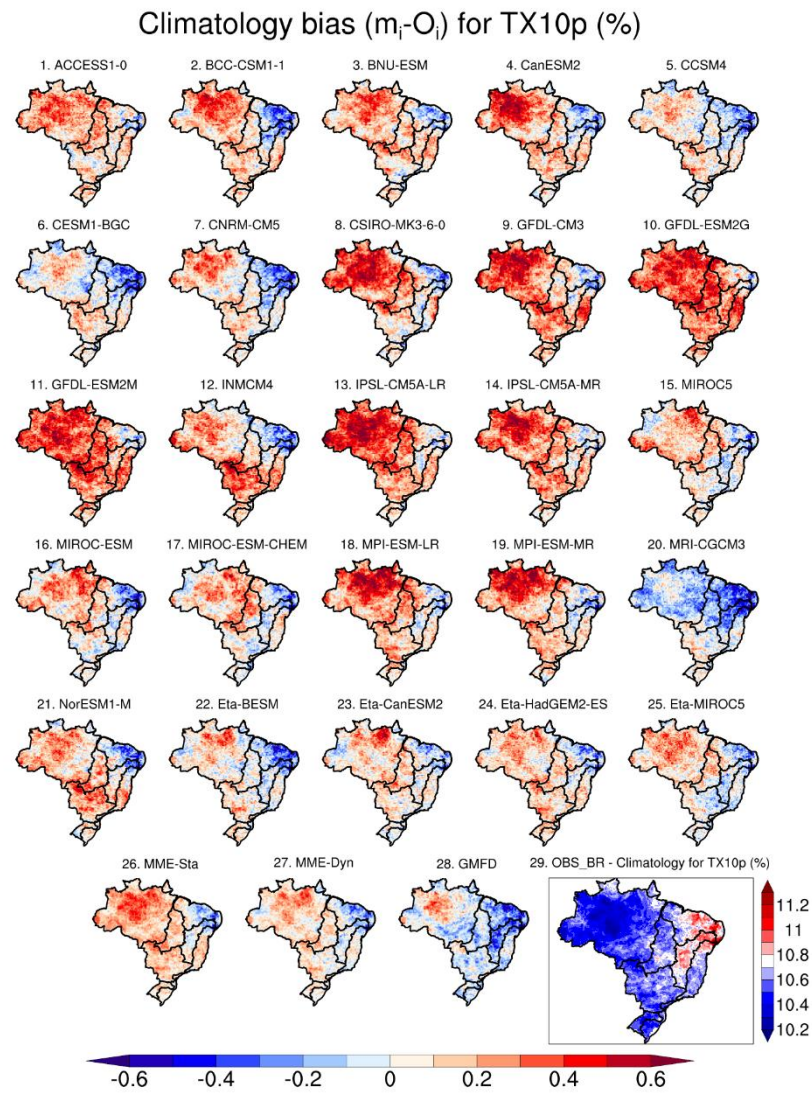 Climatology bias (mi-Oi) for TX10p (%)
1. ACCESS1-0 2. BCC-CSM1-1 3. BNU-ESM 4. CanESM2 5. CCSM4
6. CESM1-BGC 7. CNRM-CM5 8. CSIRO-MK3-6-0 9. GFDL-CM3 10. GFDL-ESM2G
11. GFDL-ESM2M 12. INMCM4 13. IPSL-CM5A-LR 14. IPSL-CM5A-MR 15. MIROC5
16. MIROC-ESM 17. MIROC-ESM-CHEM 18. MPI-ESM-LR 19. MPI-ESM-MR 20. MRI-CGCM3
21. NorESM1-M 22. Eta-BESM 23. Eta-CanESM2 24. Eta-HadGEM2-ES 25. Eta-MIROC5
26. MME-Sta 27. MME-Dyn 28. GMFD 29. OBS_BR - Climatology for TX10p (%)
11.2
11
10.8
10.6
10.4
10.2
-0.6 -0.4 -0.2 0 0.2 0.4 0.6